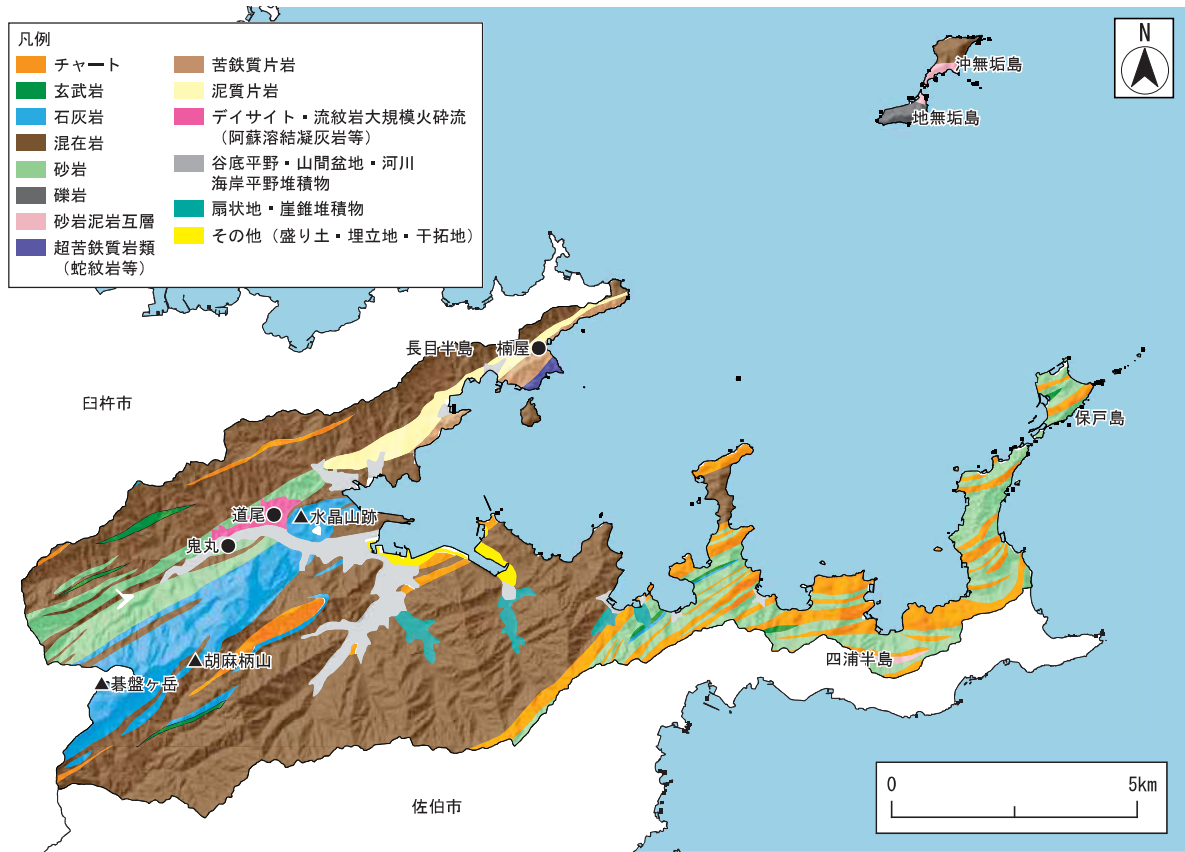 凡例
チャート
玄武岩
石灰岩
混在岩
砂岩
礫岩
砂岩泥岩互層
超苦鉄質岩類
（蛇紋岩等）
苦鉄質片岩
泥質片岩
デイサイト・流紋岩大規模火砕流
（阿蘇溶結凝灰岩等）
谷底平野・山間盆地・河川
海岸平野堆積物
扇状地・崖錐堆積物
その他（盛り土・埋立地・干拓地）
N
沖無垢島
地無垢島
長目半島
楠屋
臼杵市
保戸島
道尾
水晶山跡
鬼丸
胡麻柄山
碁盤ヶ岳
四浦半島
佐伯市
0
5km